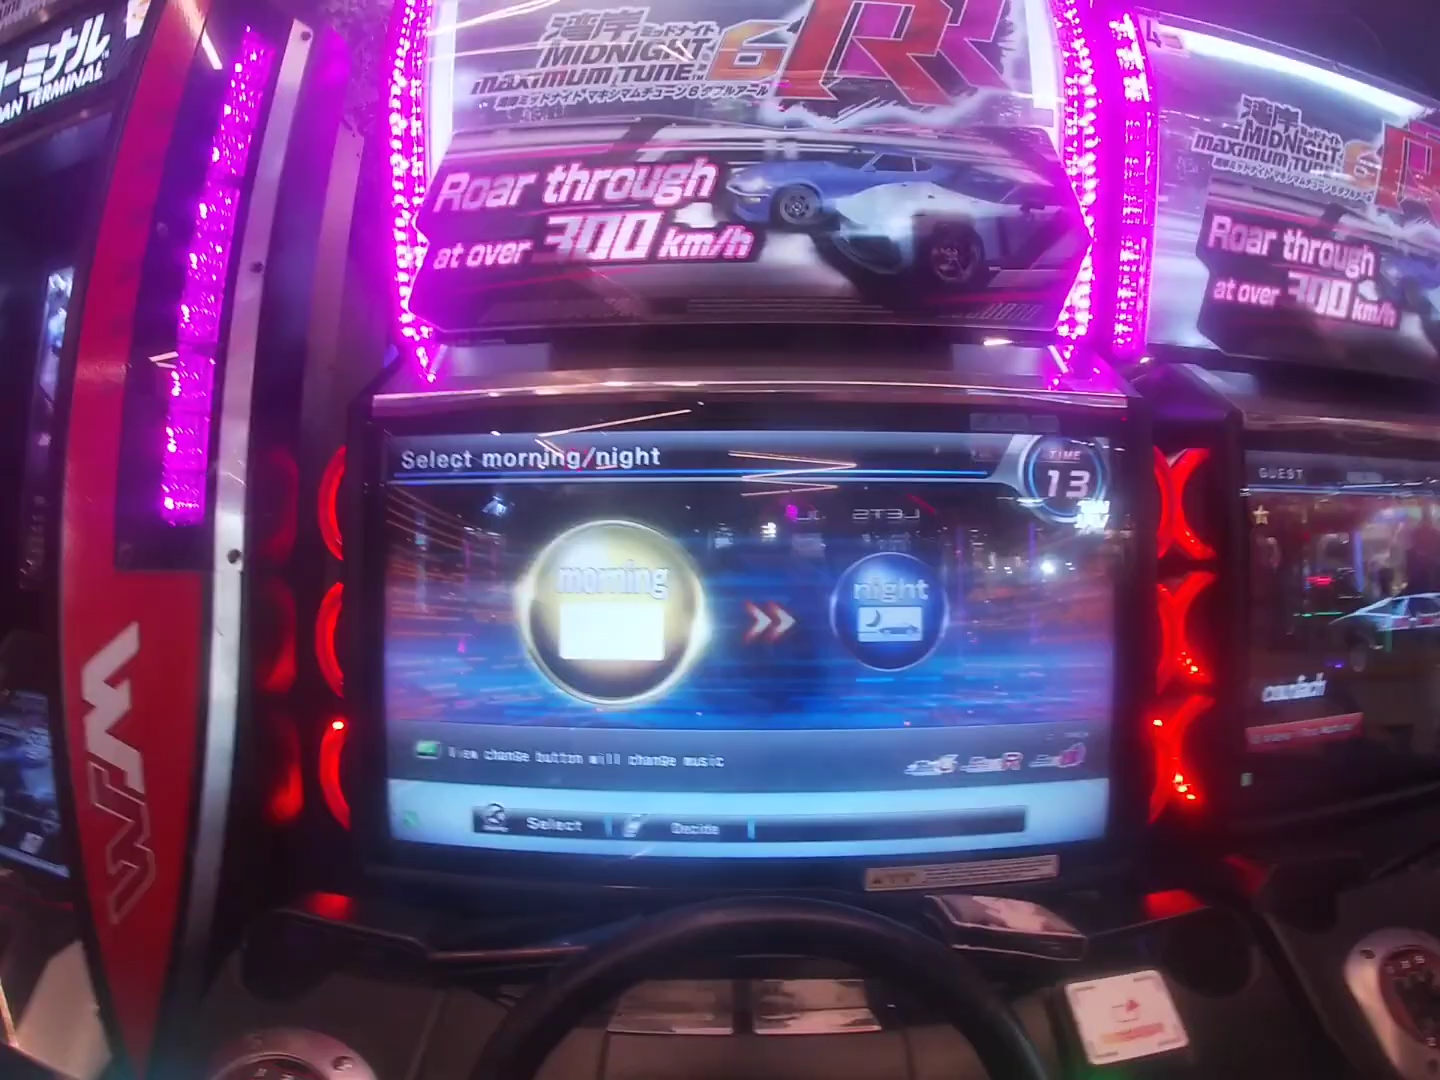 ーミナル
AN TERMINAL
湾岸 ミッドナイト
MIDNIGHT
MAXIMUM TUNE 6 RR
湾岸ミッドナイト マキシマムチューン6 ダブルアール
Roar through
at over 300 km/h
湾岸 ミッドナイト
MIDNIGHT
MAXIMUM TUNE 6
Roar through
at over 300 km/h
Select morning/night
TIME
13
morning
night
View change button will change music
Select
Decide
GUEST
WM